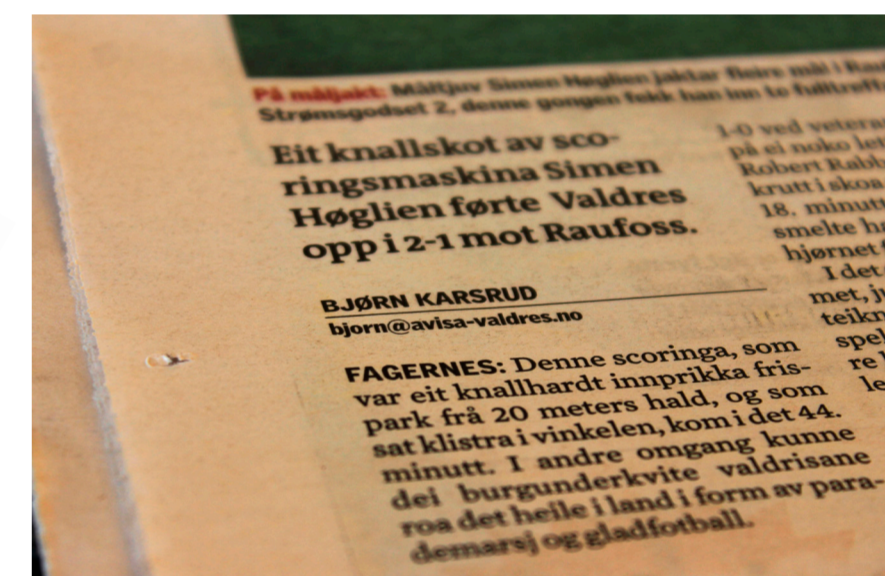 På måljakt: Måltjuv Simen Høglien jaktar fleire mål i
Strømsgodset 2, denne gongen fekk han inn to
Eit knallskot av sco-
ringsmaskina Simen
Høglien førte Valdres
opp i 2-1 mot Raufoss.
BJØRN KARSRUD
bjorn@avisa-valdres.no
FAGERNES: Denne scoringa, som
var eit knallhardt innprikka fris-
park frå 20 meters hald, og som
sat klistra i vinkelen, kom i det 44.
minutt. I andre omgang kunne
dei burgunderkvite valdrisane
roa det heile i land i form av para-
demarsj og gladfotball.
1-0 ved
på ei noko
Robert
krutt i skoa
18. minutt
smelte
hjørnet
I det
met,
teikn
spel
re
le